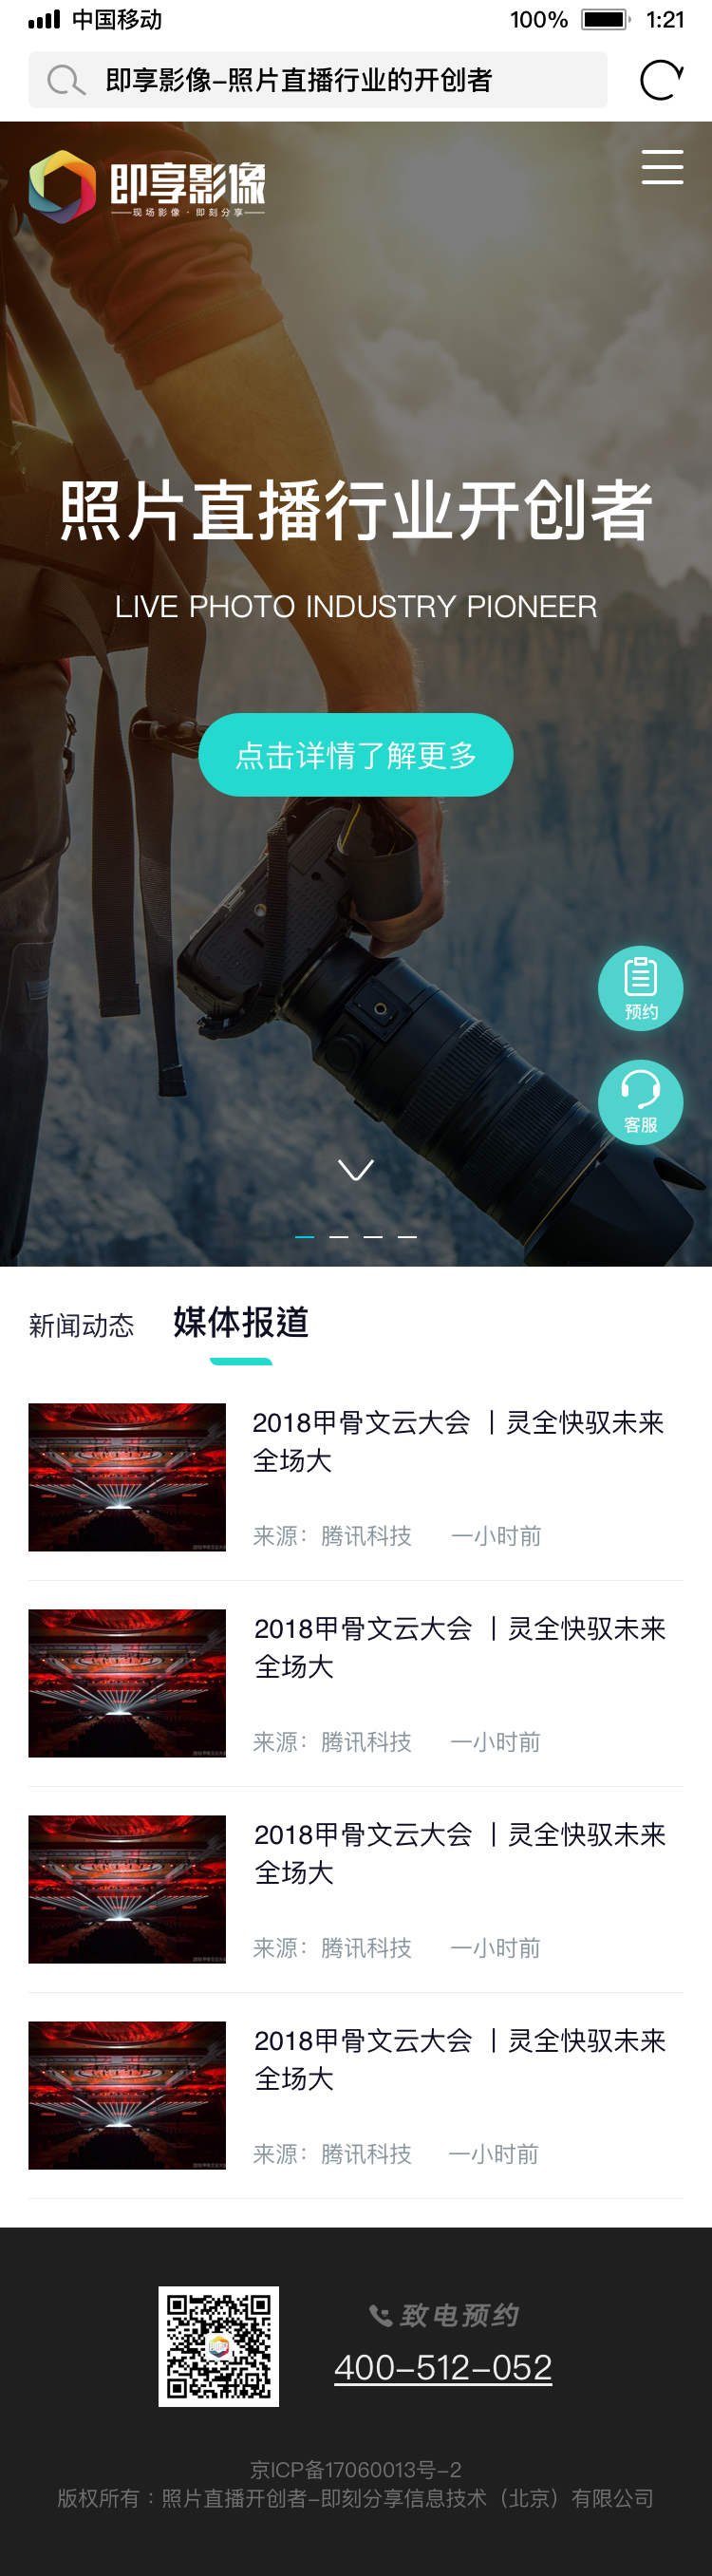 中国移动 100% 1:21
即享影像-照片直播行业的开创者
即享影像
现场影像 · 即刻分享
照片直播行业开创者
LIVE PHOTO INDUSTRY PIONEER
点击详情了解更多
预约
客服
新闻动态 媒体报道
2018甲骨文云大会 丨灵全快驭未来
全场大
来源：腾讯科技 一小时前
2018甲骨文云大会 丨灵全快驭未来
全场大
来源：腾讯科技 一小时前
2018甲骨文云大会 丨灵全快驭未来
全场大
来源：腾讯科技 一小时前
2018甲骨文云大会 丨灵全快驭未来
全场大
来源：腾讯科技 一小时前
致电预约
400-512-052
京ICP备17060013号-2
版权所有：照片直播开创者-即刻分享信息技术（北京）有限公司